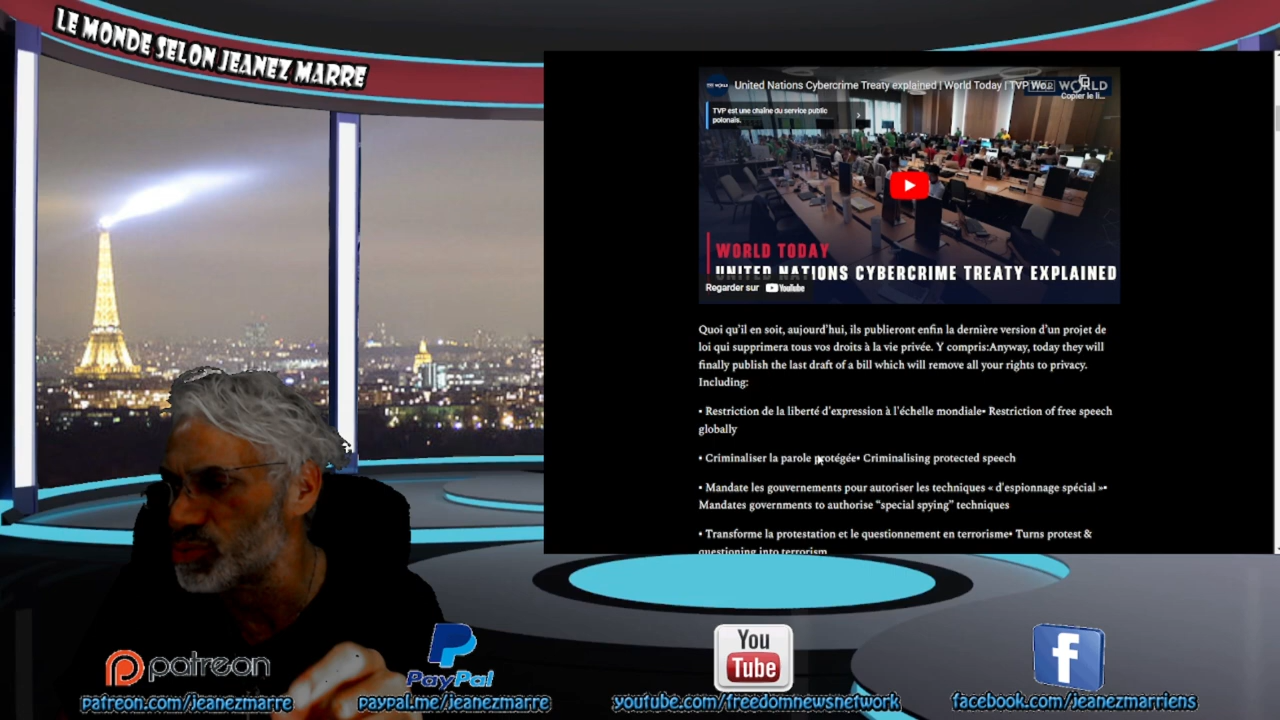 LE MONDE SELON JEANEZ MARRE
United Nations Cybercrime Treaty explained | World Today | TVP Wo...
WORLD
Copier le li...
TVP est une chaîne du service public
polonais.
WORLD TODAY
UNITED NATIONS CYBERCRIME TREATY EXPLAINED
Regarder sur YouTube
Quoi qu'il en soit, aujourd'hui, ils publieront enfin la dernière version d'un projet de
loi qui supprimera tous vos droits à la vie privée. Y compris:Anyway, today they will
finally publish the last draft of a bill which will remove all your rights to privacy.
Including:
• Restriction de la liberté d'expression à l'échelle mondiale• Restriction of free speech
globally
• Criminaliser la parole protégée• Criminalising protected speech
• Mandate les gouvernements pour autoriser les techniques « d'espionnage spécial »•
Mandates governments to authorise “special spying” techniques
• Transforme la protestation et le questionnement en terrorisme• Turns protest &
questioning into terrorism
patreon
PayPal
You
Tube
f
patreon.com/jeanezmarre
paypal.me/jeanezmarre
youtube.com/freedomnewsnetwork
facebook.com/jeanezmarriens